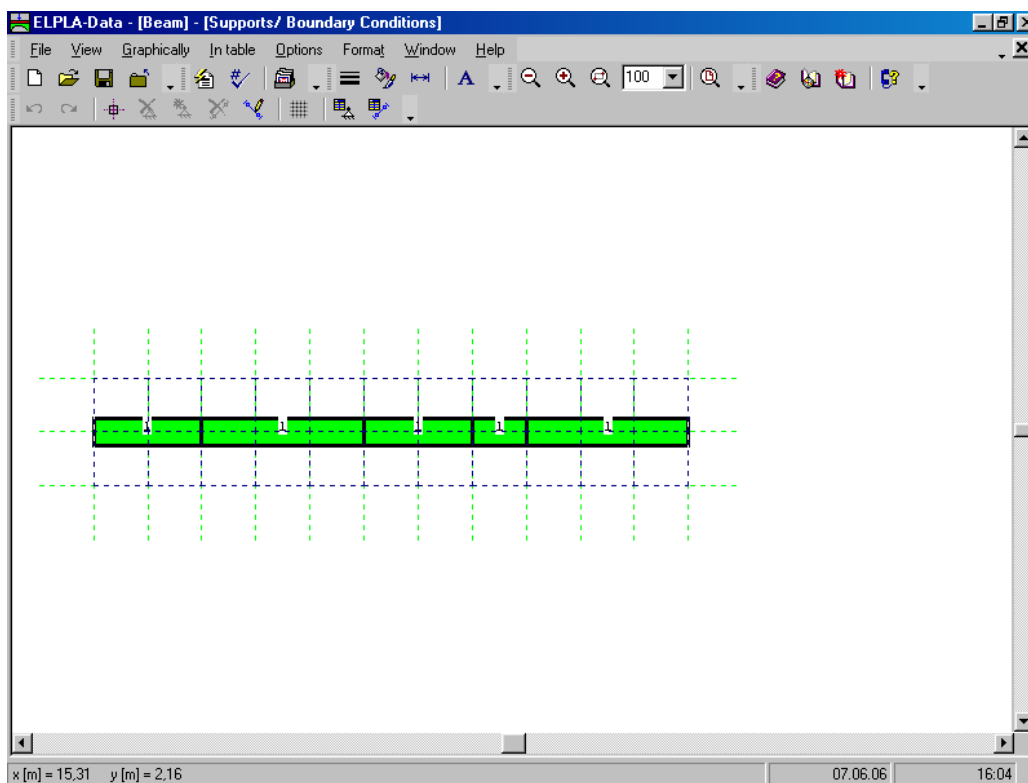 ELPLA-Data - [Beam] - [Supports/ Boundary Conditions]
File View Graphically In table Options Format Window Help
A 100
1 1 1 1 1
x [m] = 15,31 y [m] = 2,16 07.06.06 16:04